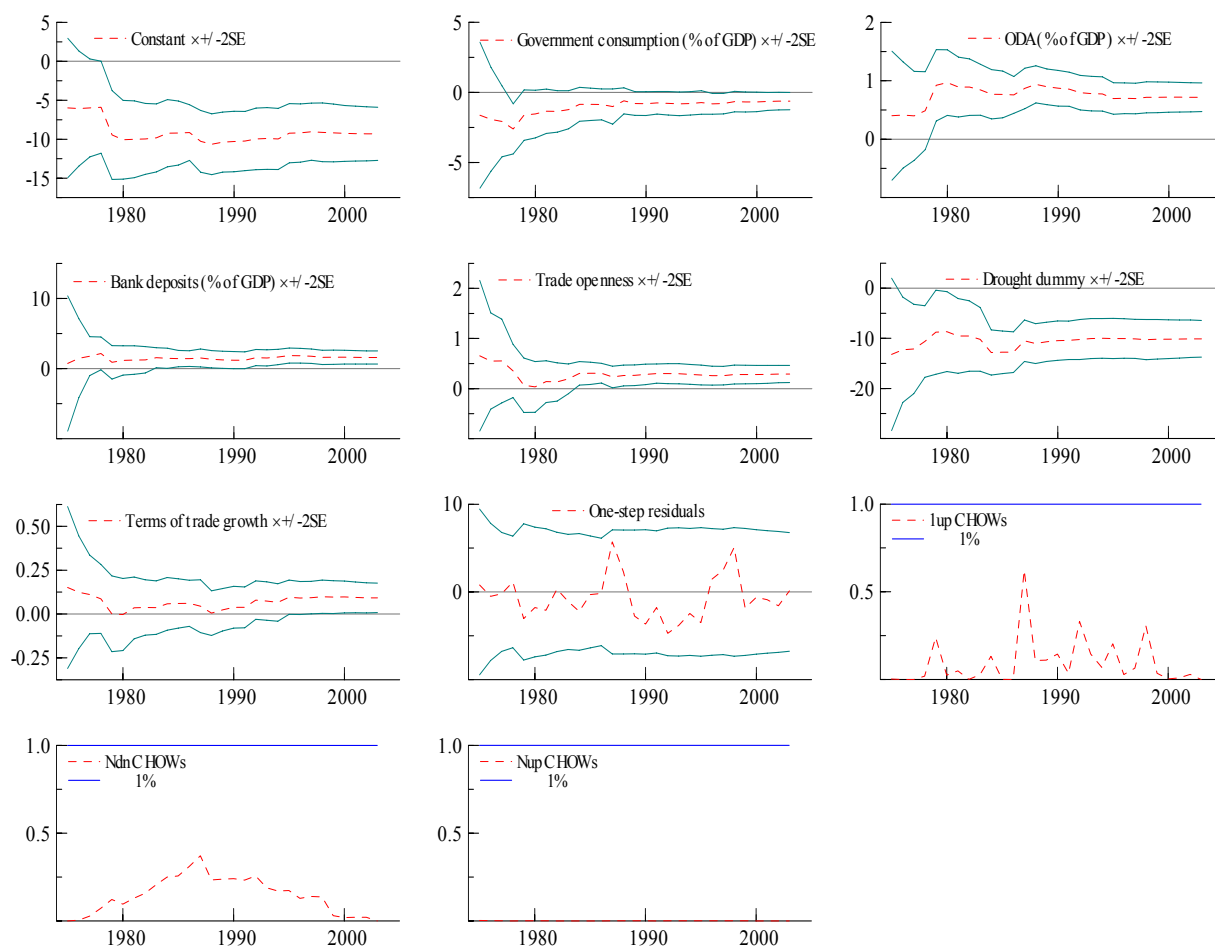 5
Constant ×+/-2SE
0
-5
-10
-15
1980 1990 2000
5
Government consumption (% of GDP) ×+/-2SE
0
-5
1980 1990 2000
2
ODA (% of GDP) ×+/-2SE
1
0
1980 1990 2000
Bank deposits (% of GDP) ×+/-2SE
10
0
1980 1990 2000
2
Trade openness ×+/-2SE
1
0
1980 1990 2000
Drought dummy ×+/-2SE
0
-10
-20
1980 1990 2000
0.50
Terms of trade growth ×+/-2SE
0.25
0.00
-0.25
1980 1990 2000
10
One-step residuals
0
1980 1990 2000
1.0
1up CHOWs
1%
0.5
1980 1990 2000
1.0
Ndn CHOWs
1%
0.5
1980 1990 2000
1.0
Nup CHOWs
1%
0.5
1980 1990 2000